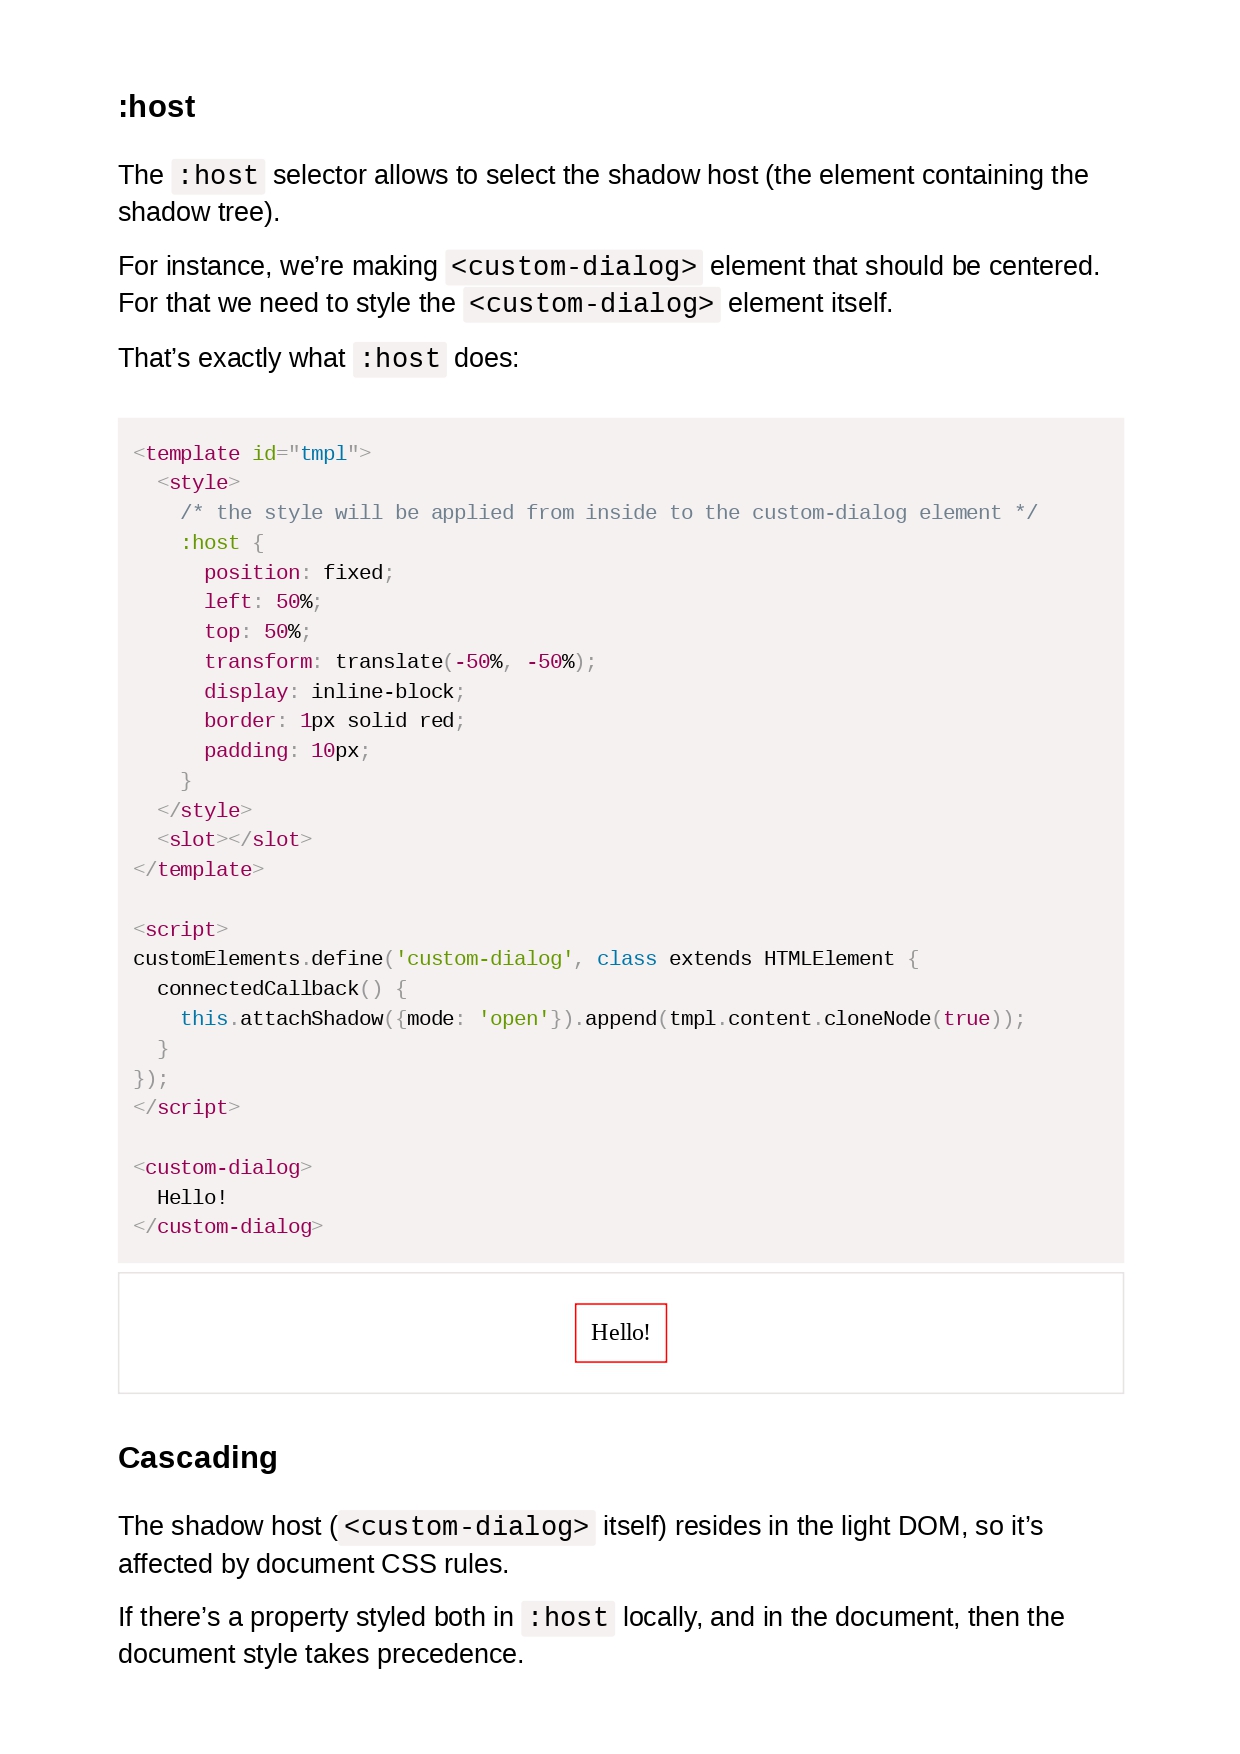 :host
The :host selector allows to select the shadow host (the element containing the
shadow tree).
For instance, we’re making <custom-dialog> element that should be centered.
For that we need to style the <custom-dialog> element itself.
That’s exactly what :host does:
<template id="tmpl">
  <style>
    /* the style will be applied from inside to the custom-dialog element */
    :host {
      position: fixed;
      left: 50%;
      top: 50%;
      transform: translate(-50%, -50%);
      display: inline-block;
      border: 1px solid red;
      padding: 10px;
    }
  </style>
  <slot></slot>
</template>

<script>
customElements.define('custom-dialog', class extends HTMLElement {
  connectedCallback() {
    this.attachShadow({mode: 'open'}).append(tmpl.content.cloneNode(true));
  }
});
</script>

<custom-dialog>
  Hello!
</custom-dialog>
Hello!
Cascading
The shadow host (<custom-dialog> itself) resides in the light DOM, so it’s
affected by document CSS rules.
If there’s a property styled both in :host locally, and in the document, then the
document style takes precedence.